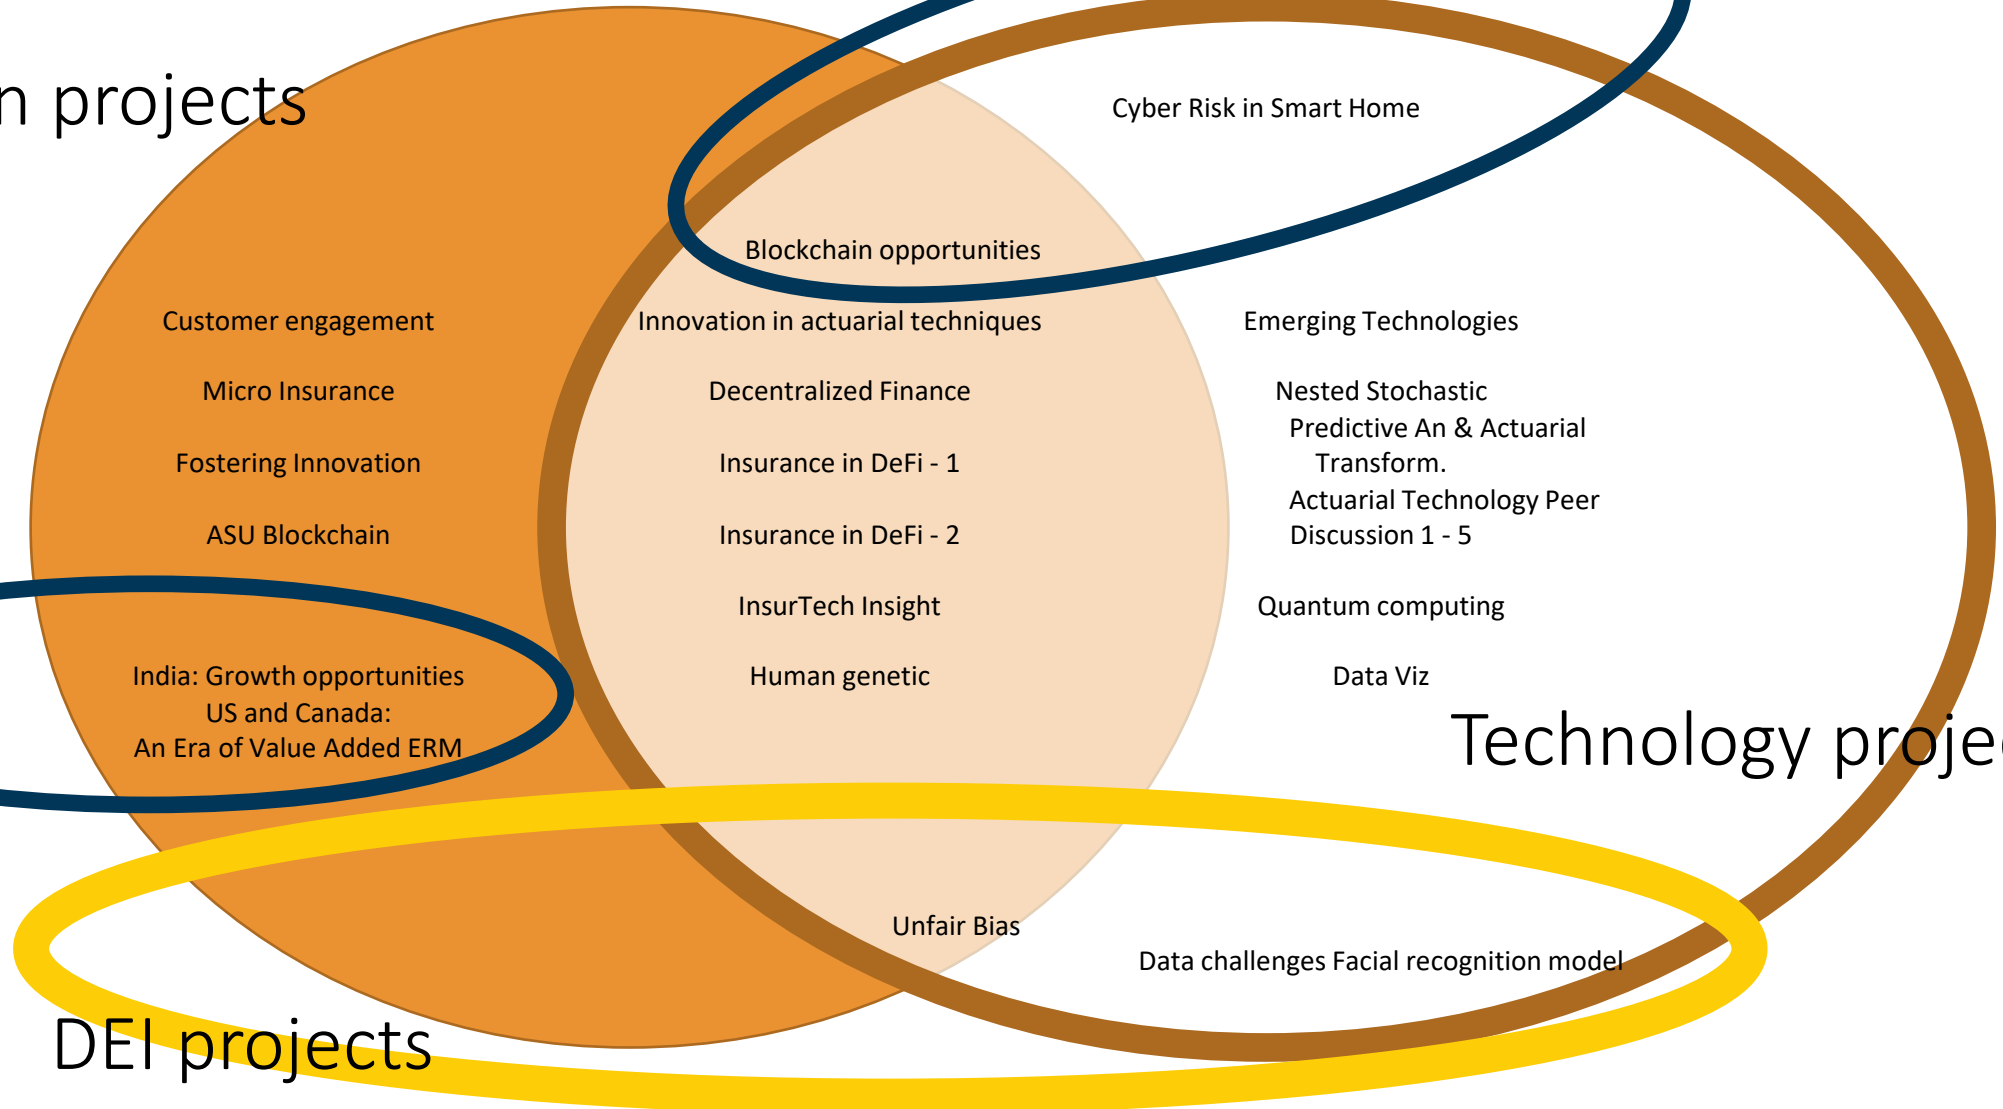 n projects
Cyber Risk in Smart Home
Blockchain opportunities
Customer engagement
Micro Insurance
Fostering Innovation
ASU Blockchain
India: Growth opportunities
US and Canada:
An Era of Value Added ERM
Innovation in actuarial techniques
Decentralized Finance
Insurance in DeFi - 1
Insurance in DeFi - 2
InsurTech Insight
Human genetic
Emerging Technologies
Nested Stochastic
Predictive An & Actuarial
Transform.
Actuarial Technology Peer
Discussion 1 - 5
Quantum computing
Data Viz
Technology proje
Unfair Bias
Data challenges Facial recognition model
DEI projects